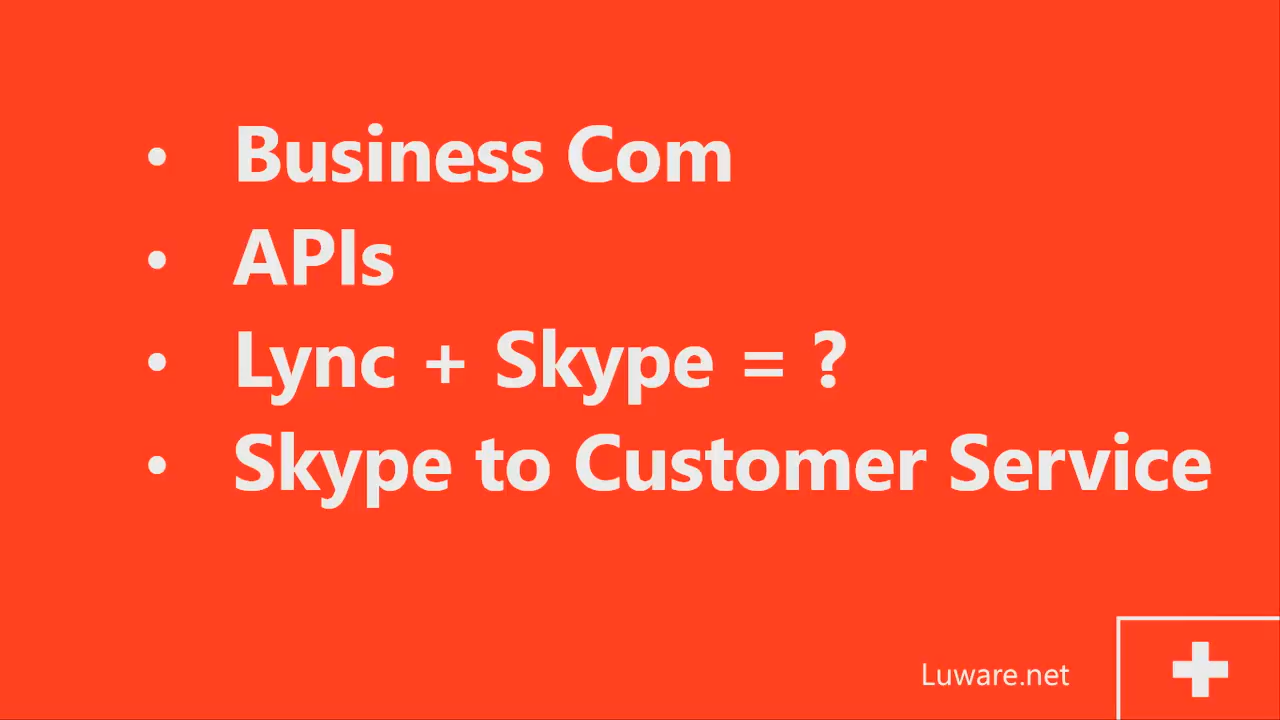 • Business Com
• APIs
• Lync + Skype = ?
• Skype to Customer Service
Luware.net